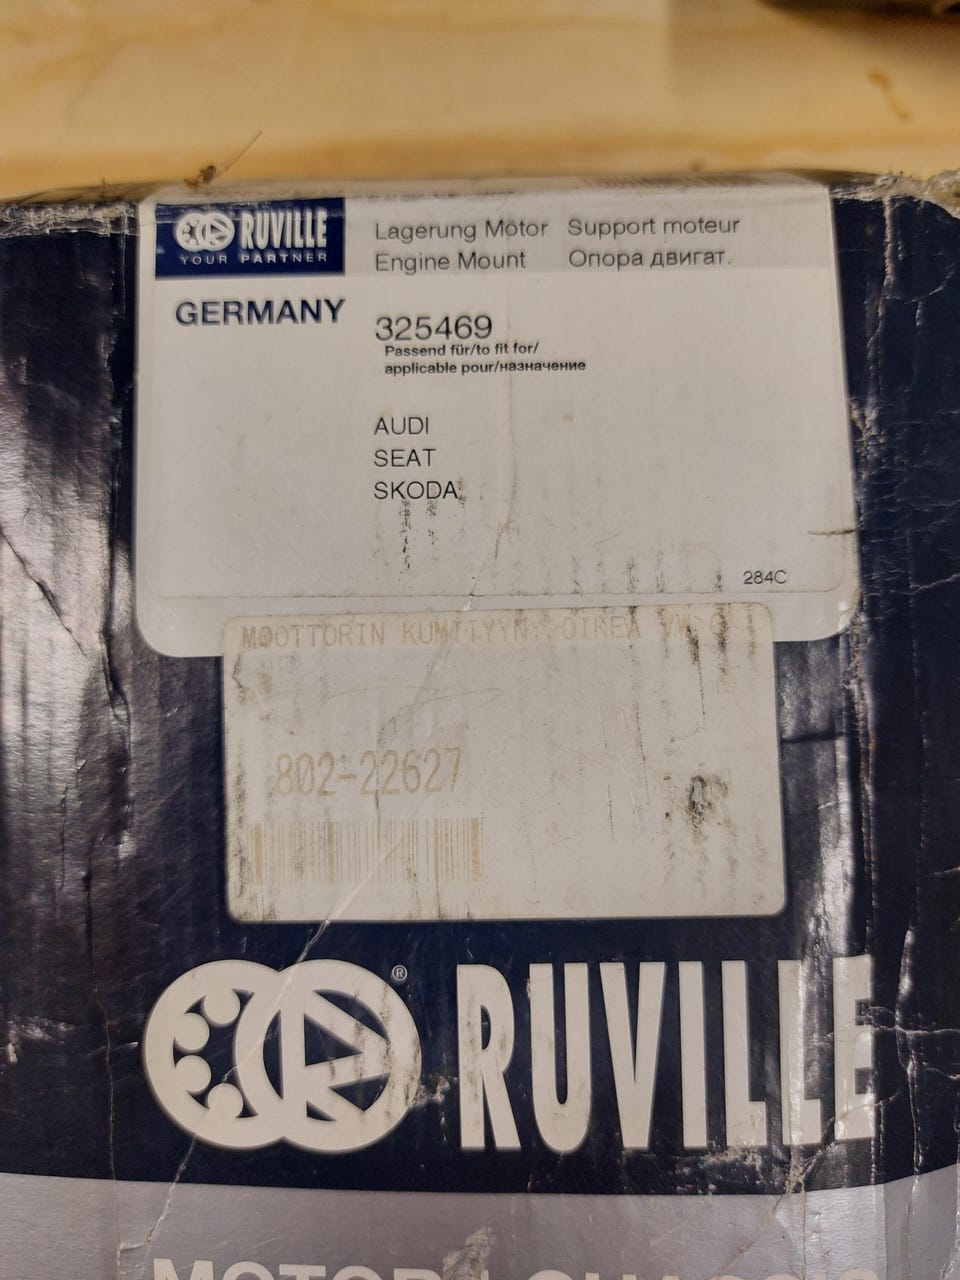 RUVILLE
YOUR PARTNER
Lagerung Motor Support moteur
Engine Mount Опора двигат.
GERMANY
325469
Passend für/to fit for/
applicable pour/назначение
AUDI
SEAT
SKODA
284C
MOOTTORIN KUMITYYNY OIKEA
802-22627
®
RUVILLE